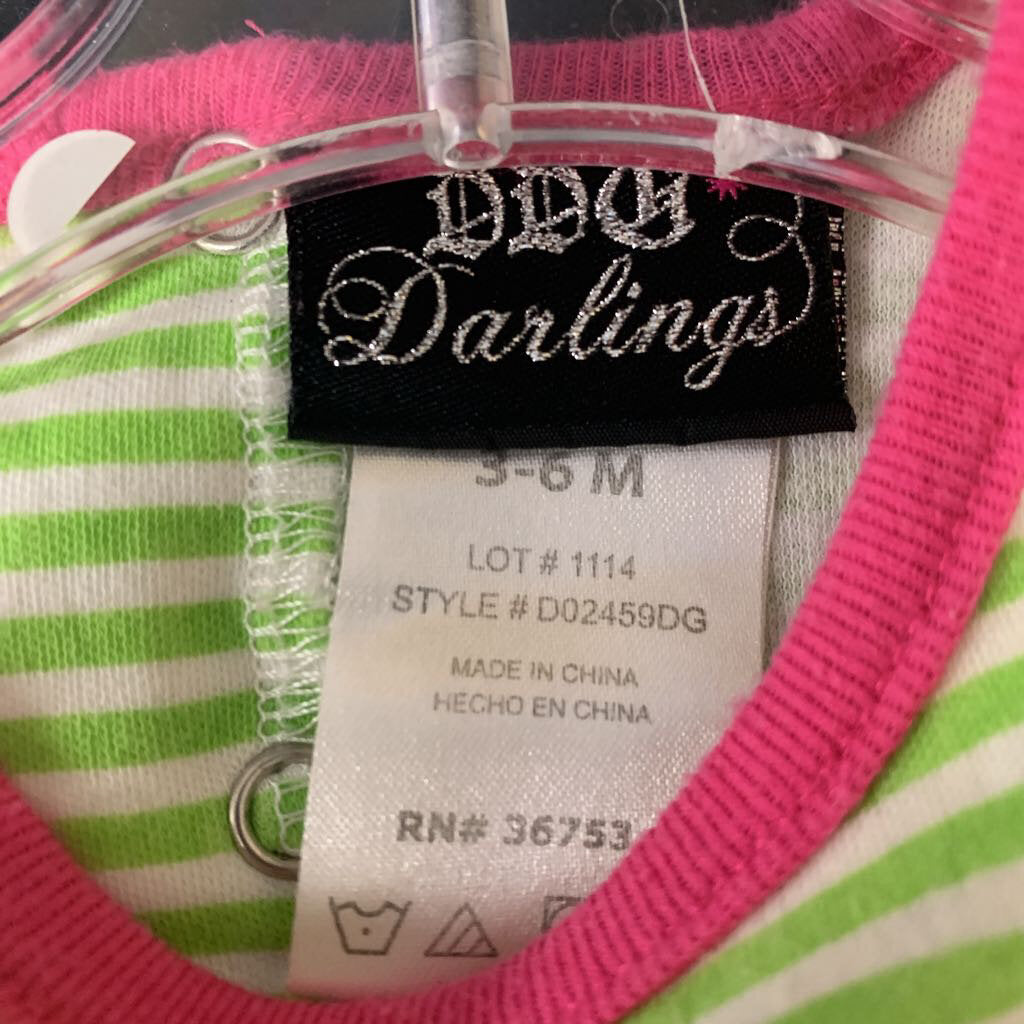 DDG
Darlings
3-6 M
LOT # 1114
STYLE # D02459DG
MADE IN CHINA
HECHO EN CHINA
RN# 36753